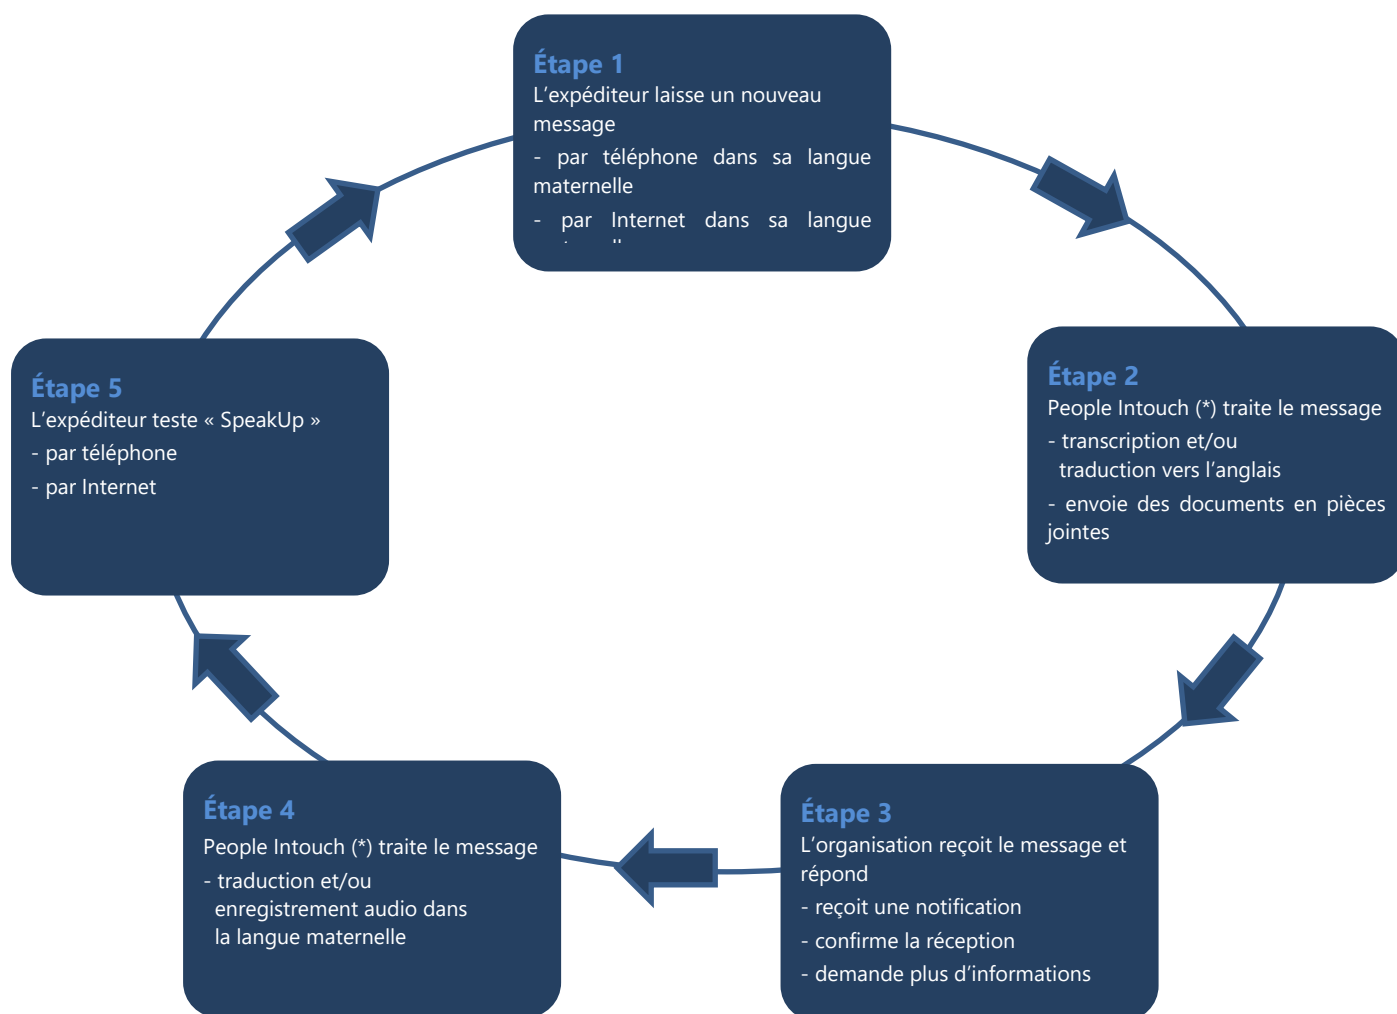 Étape 1
L’expéditeur laisse un nouveau
message
- par téléphone dans sa langue
maternelle
- par Internet dans sa langue
Étape 2
People Intouch (*) traite le message
- transcription et/ou
traduction vers l’anglais
- envoie des documents en pièces
jointes
Étape 3
L’organisation reçoit le message et
répond
- reçoit une notification
- confirme la réception
- demande plus d’informations
Étape 4
People Intouch (*) traite le message
- traduction et/ou
enregistrement audio dans
la langue maternelle
Étape 5
L’expéditeur teste « SpeakUp »
- par téléphone
- par Internet